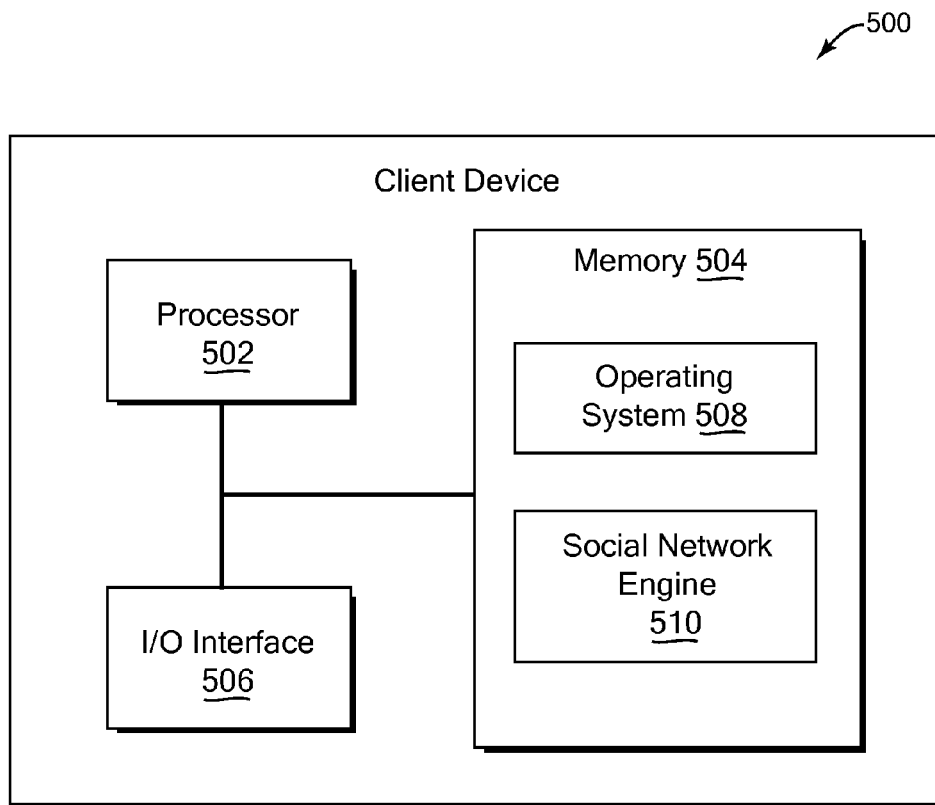 500
Client Device
Processor
502
I/O Interface
506
Memory 504
Operating
System 508
Social Network
Engine
510